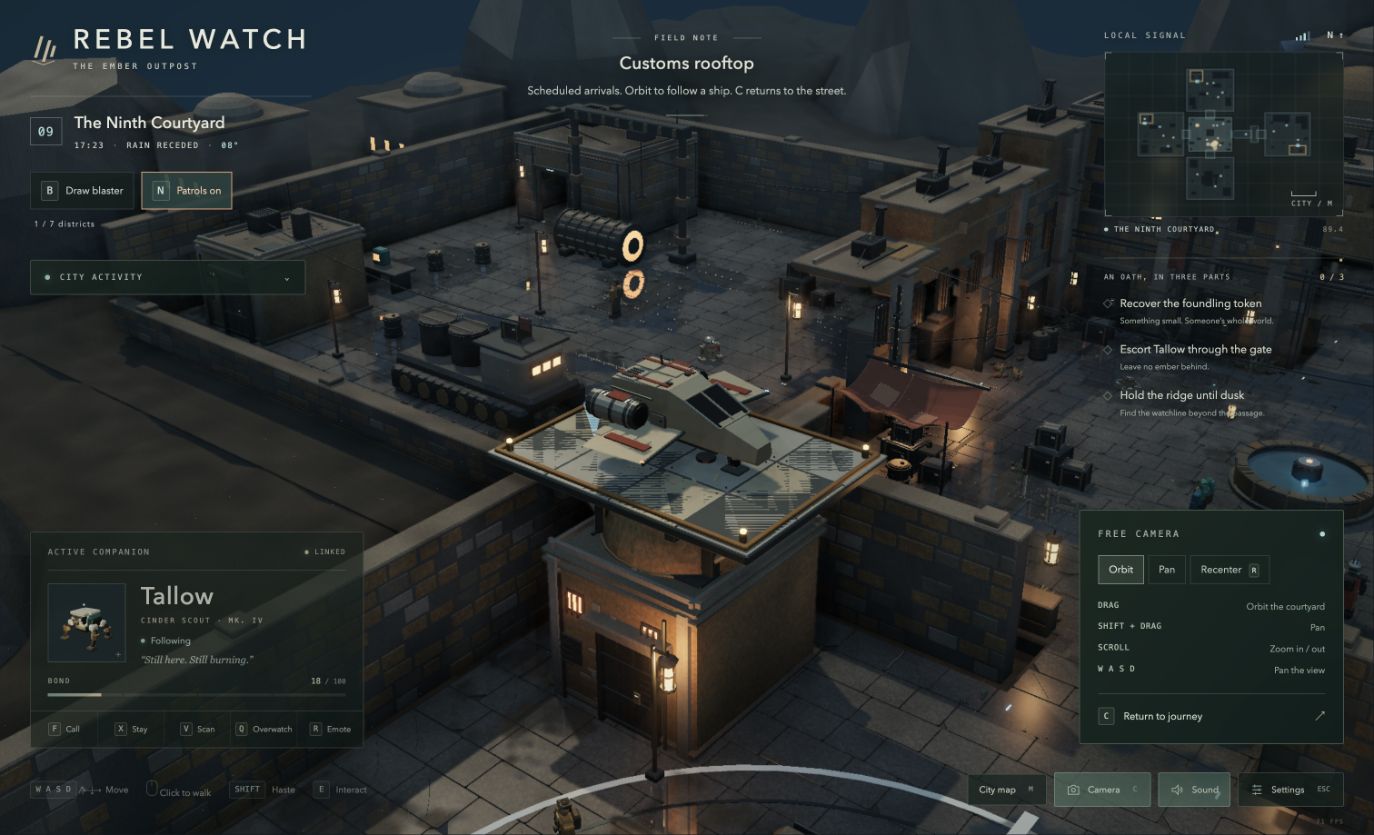 REBEL WATCH
THE EMBER OUTPOST
09
The Ninth Courtyard
17:23 · RAIN RECEDED · 08°
B Draw blaster
N Patrols on
1 / 7 districts
CITY ACTIVITY
FIELD NOTE
Customs rooftop
Scheduled arrivals. Orbit to follow a ship. C returns to the street.
LOCAL SIGNAL
N ↑
CITY / M
THE NINTH COURTYARD
89.4
AN OATH, IN THREE PARTS 0 / 3
Recover the foundling token
Something small. Someone's whole world.
Escort Tallow through the gate
Leave no ember behind.
Hold the ridge until dusk
Find the watchline beyond the passage.
ACTIVE COMPANION
LINKED
Tallow
CINDER SCOUT · MK. IV
Following
“Still here. Still burning.”
BOND 18 / 100
F Call
X Stay
V Scan
Q Overwatch
R Emote
W A S D Move
Click to walk
SHIFT Haste
E Interact
FREE CAMERA
Orbit
Pan
Recenter R
DRAG Orbit the courtyard
SHIFT + DRAG Pan
SCROLL Zoom in / out
W A S D Pan the view
C Return to journey
City map M
Camera C
Sound
Settings ESC
71 FPS